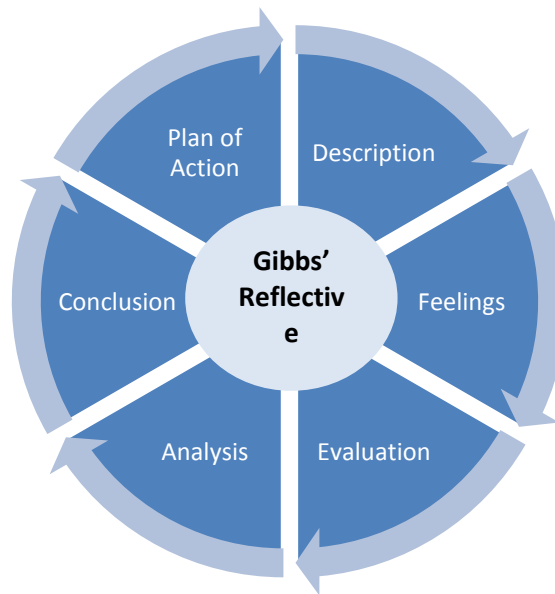 Plan of
Action
Description
Gibbs’
Reflectiv
e
Conclusion
Feelings
Analysis
Evaluation